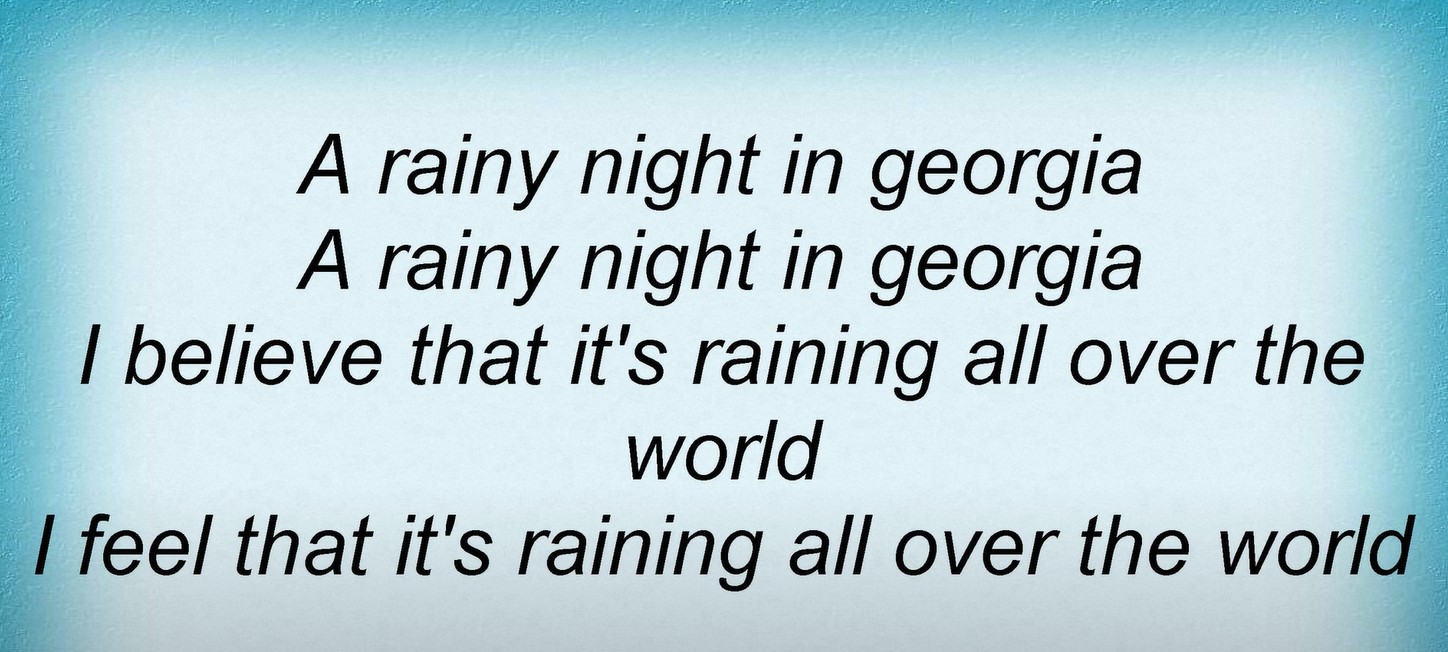 A rainy night in georgia
A rainy night in georgia
I believe that it's raining all over the
world
I feel that it's raining all over the world